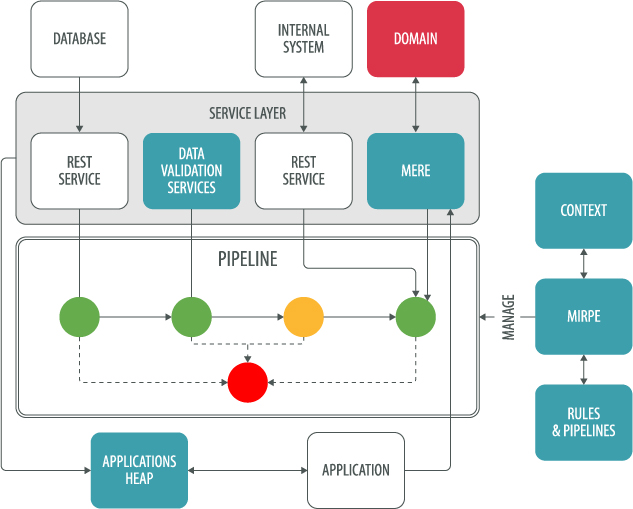 DATABASE
INTERNAL
SYSTEM
DOMAIN
SERVICE LAYER
REST
SERVICE
DATA
VALIDATION
SERVICES
REST
SERVICE
MERE
CONTEXT
PIPELINE
MANAGE
MIRPE
RULES
& PIPELINES
APPLICATIONS
HEAP
APPLICATION